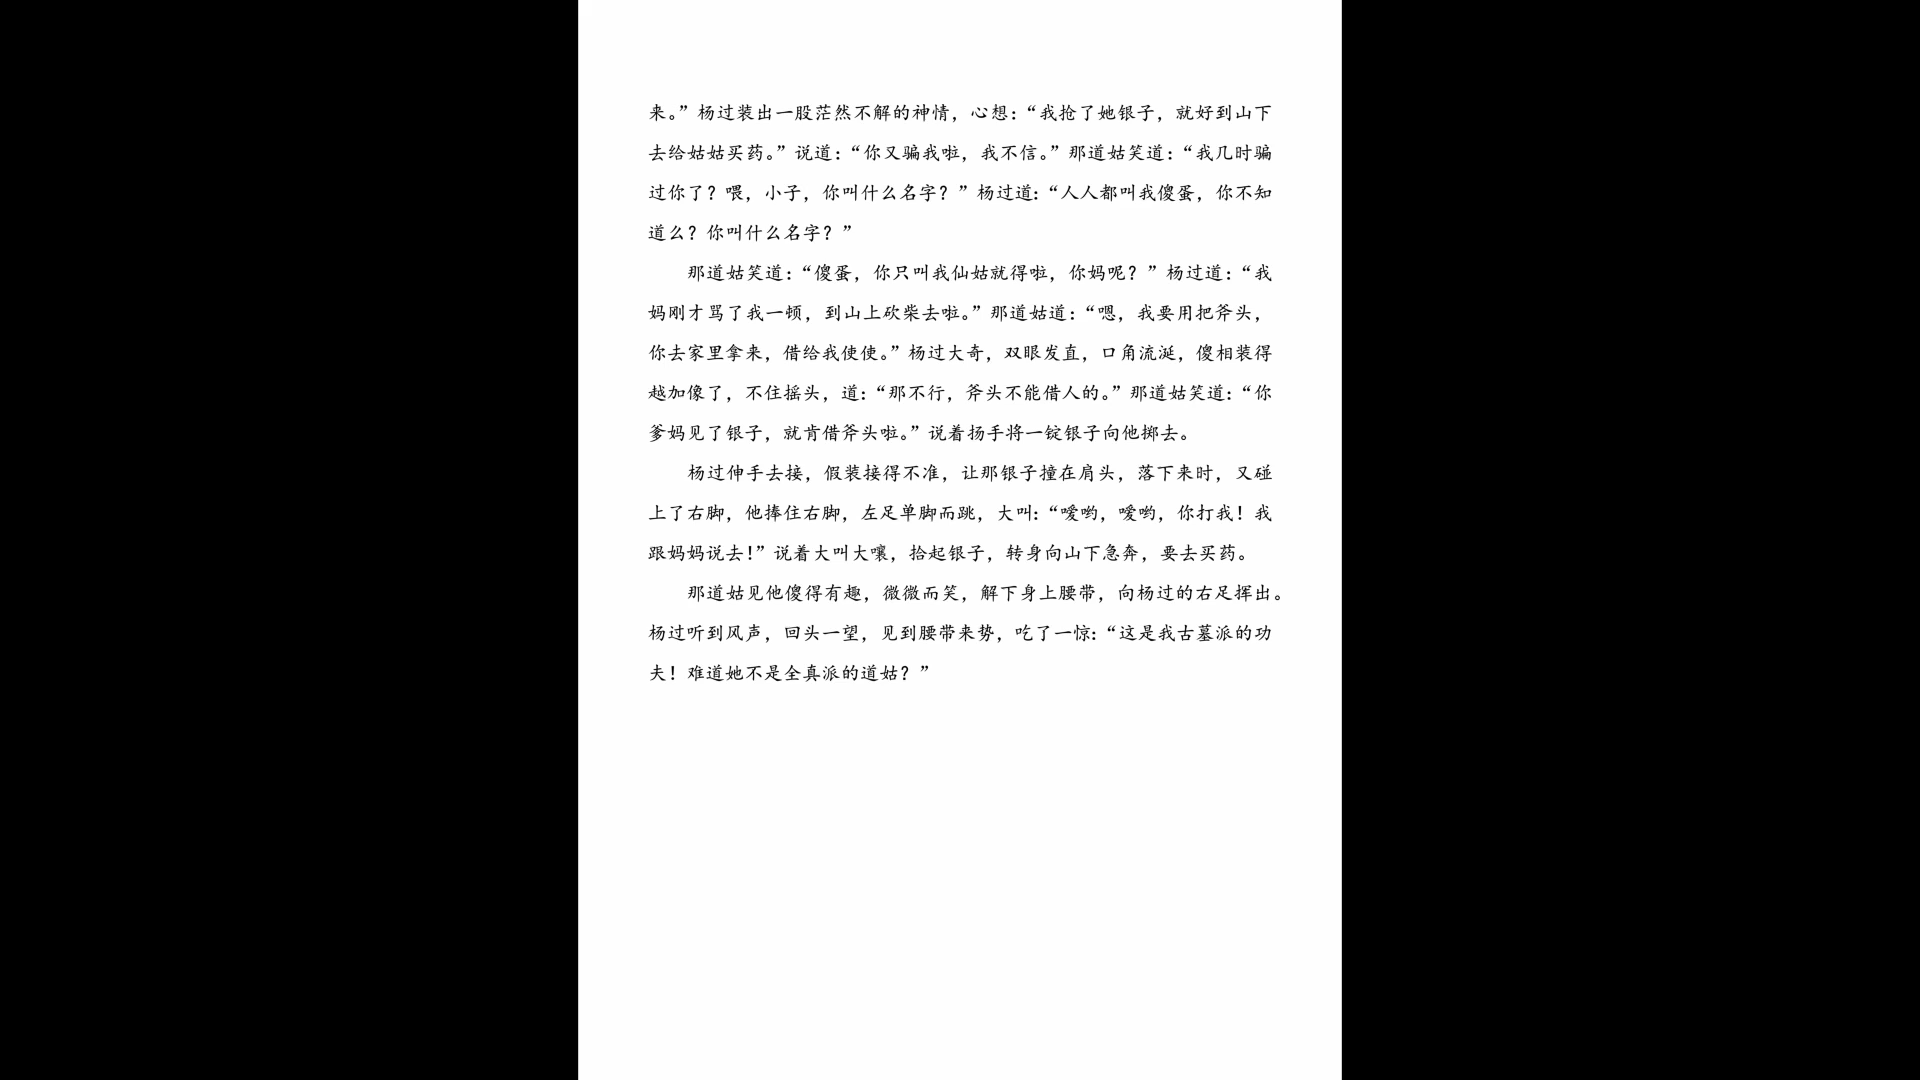 来。”杨过装出一股茫然不解的神情，心想：“我抢了她银子，就好到山下
去给姑姑买药。”说道：“你又骗我啦，我不信。”那道姑笑道：“我几时骗
过你了？喂，小子，你叫什么名字？”杨过道：“人人都叫我傻蛋，你不知
道么？你叫什么名字？”
那道姑笑道：“傻蛋，你只叫我仙姑就得啦，你妈呢？”杨过道：“我
妈刚才骂了我一顿，到山上砍柴去啦。”那道姑道：“嗯，我要用把斧头，
你去家里拿来，借给我使使。”杨过大奇，双眼发直，口角流涎，傻相装得
越加像了，不住摇头，道：“那不行，斧头不能借人的。”那道姑笑道：“你
爹妈见了银子，就肯借斧头啦。”说着扬手将一锭银子向他掷去。
杨过伸手去接，假装接得不准，让那银子撞在肩头，落下来时，又碰
上了右脚，他捧住右脚，左足单脚而跳，大叫：“嗳哟，嗳哟，你打我！我
跟妈妈说去！”说着大叫大嚷，拾起银子，转身向山下急奔，要去买药。
那道姑见他傻得有趣，微微而笑，解下身上腰带，向杨过的右足挥出。
杨过听到风声，回头一望，见到腰带来势，吃了一惊：“这是我古墓派的功
夫！难道她不是全真派的道姑？”